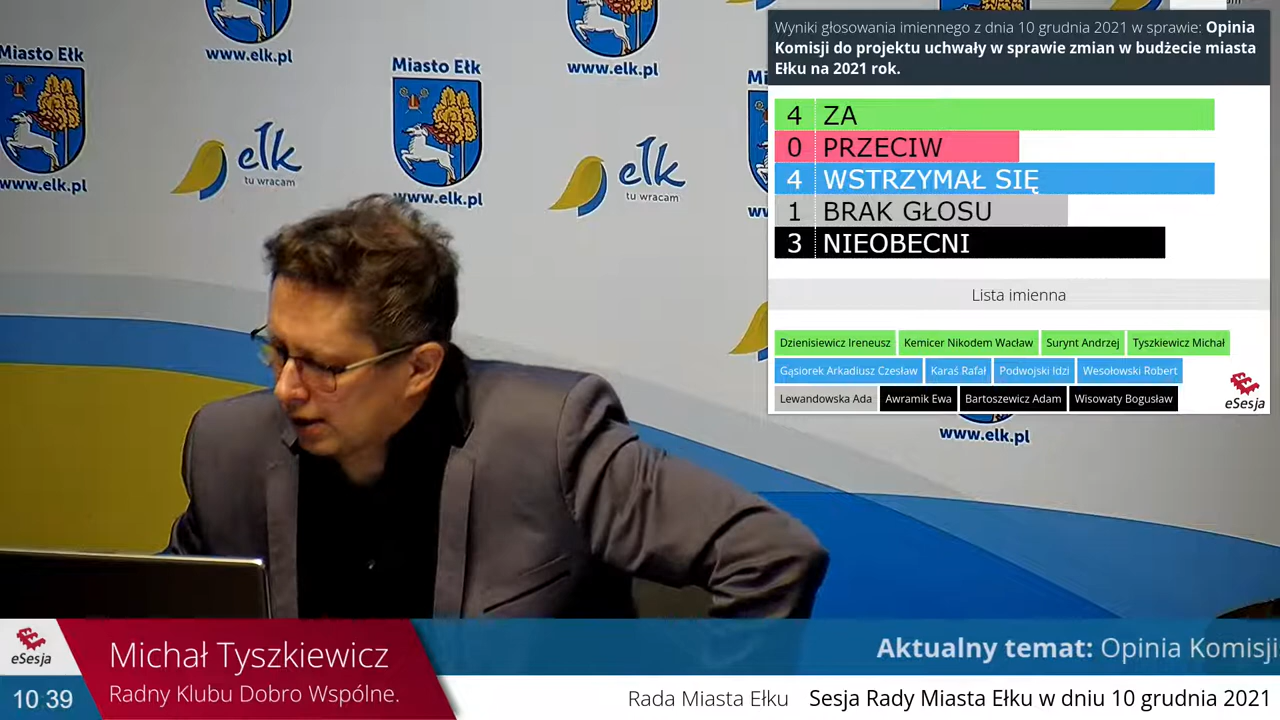 www.elk.pl
www.elk.pl
Miasto Ełk
www.elk.pl
Miasto Ełk
www.elk.pl
ełk
tu wracam
ełk
tu wracam
www.elk.pl
Wyniki głosowania imiennego z dnia 10 grudnia 2021 w sprawie: Opinia
Komisji do projektu uchwały w sprawie zmian w budżecie miasta
Ełku na 2021 rok.
4 ZA
0 PRZECIW
4 WSTRZYMAŁ SIĘ
1 BRAK GŁOSU
3 NIEOBECNI
Lista imienna
Dzienisiewicz Ireneusz Kemicer Nikodem Wacław Surynt Andrzej Tyszkiewicz Michał
Gąsiorek Arkadiusz Czesław Karaś Rafał Podwojski Idzi Wesołowski Robert
Lewandowska Ada Awramik Ewa Bartoszewicz Adam Wisowaty Bogusław
eSesja
eSesja
10:39
Michał Tyszkiewicz
Radny Klubu Dobro Wspólne.
Aktualny temat: Opinia Komisji
Rada Miasta Ełku Sesja Rady Miasta Ełku w dniu 10 grudnia 2021